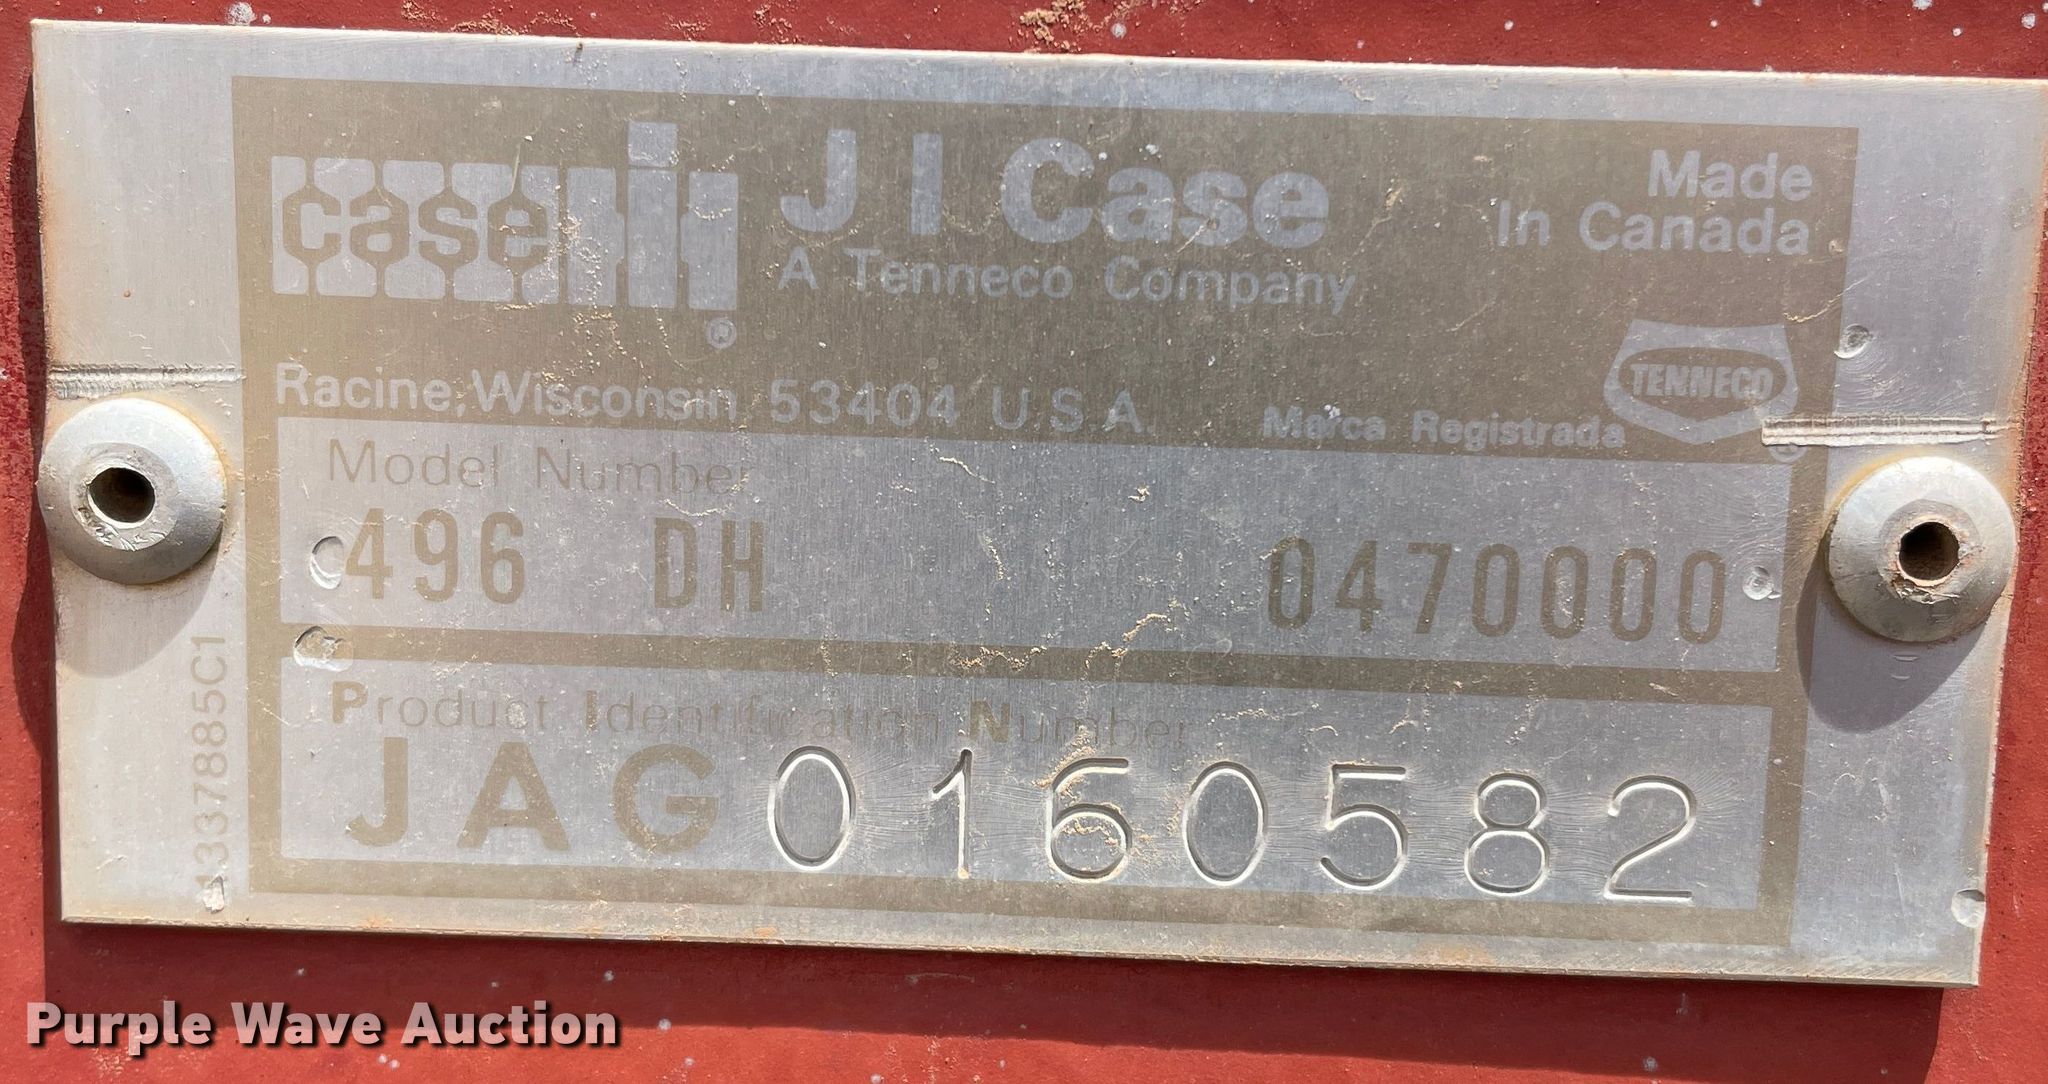 case ih ®
J I Case
A Tenneco Company
Made
In Canada
Racine, Wisconsin 53404 U.S.A.
Marca Registrada
TENNECO ®
Model Number
496 DH 0470000
Product Identification Number
JAG0160582
1337885C1
Purple Wave Auction